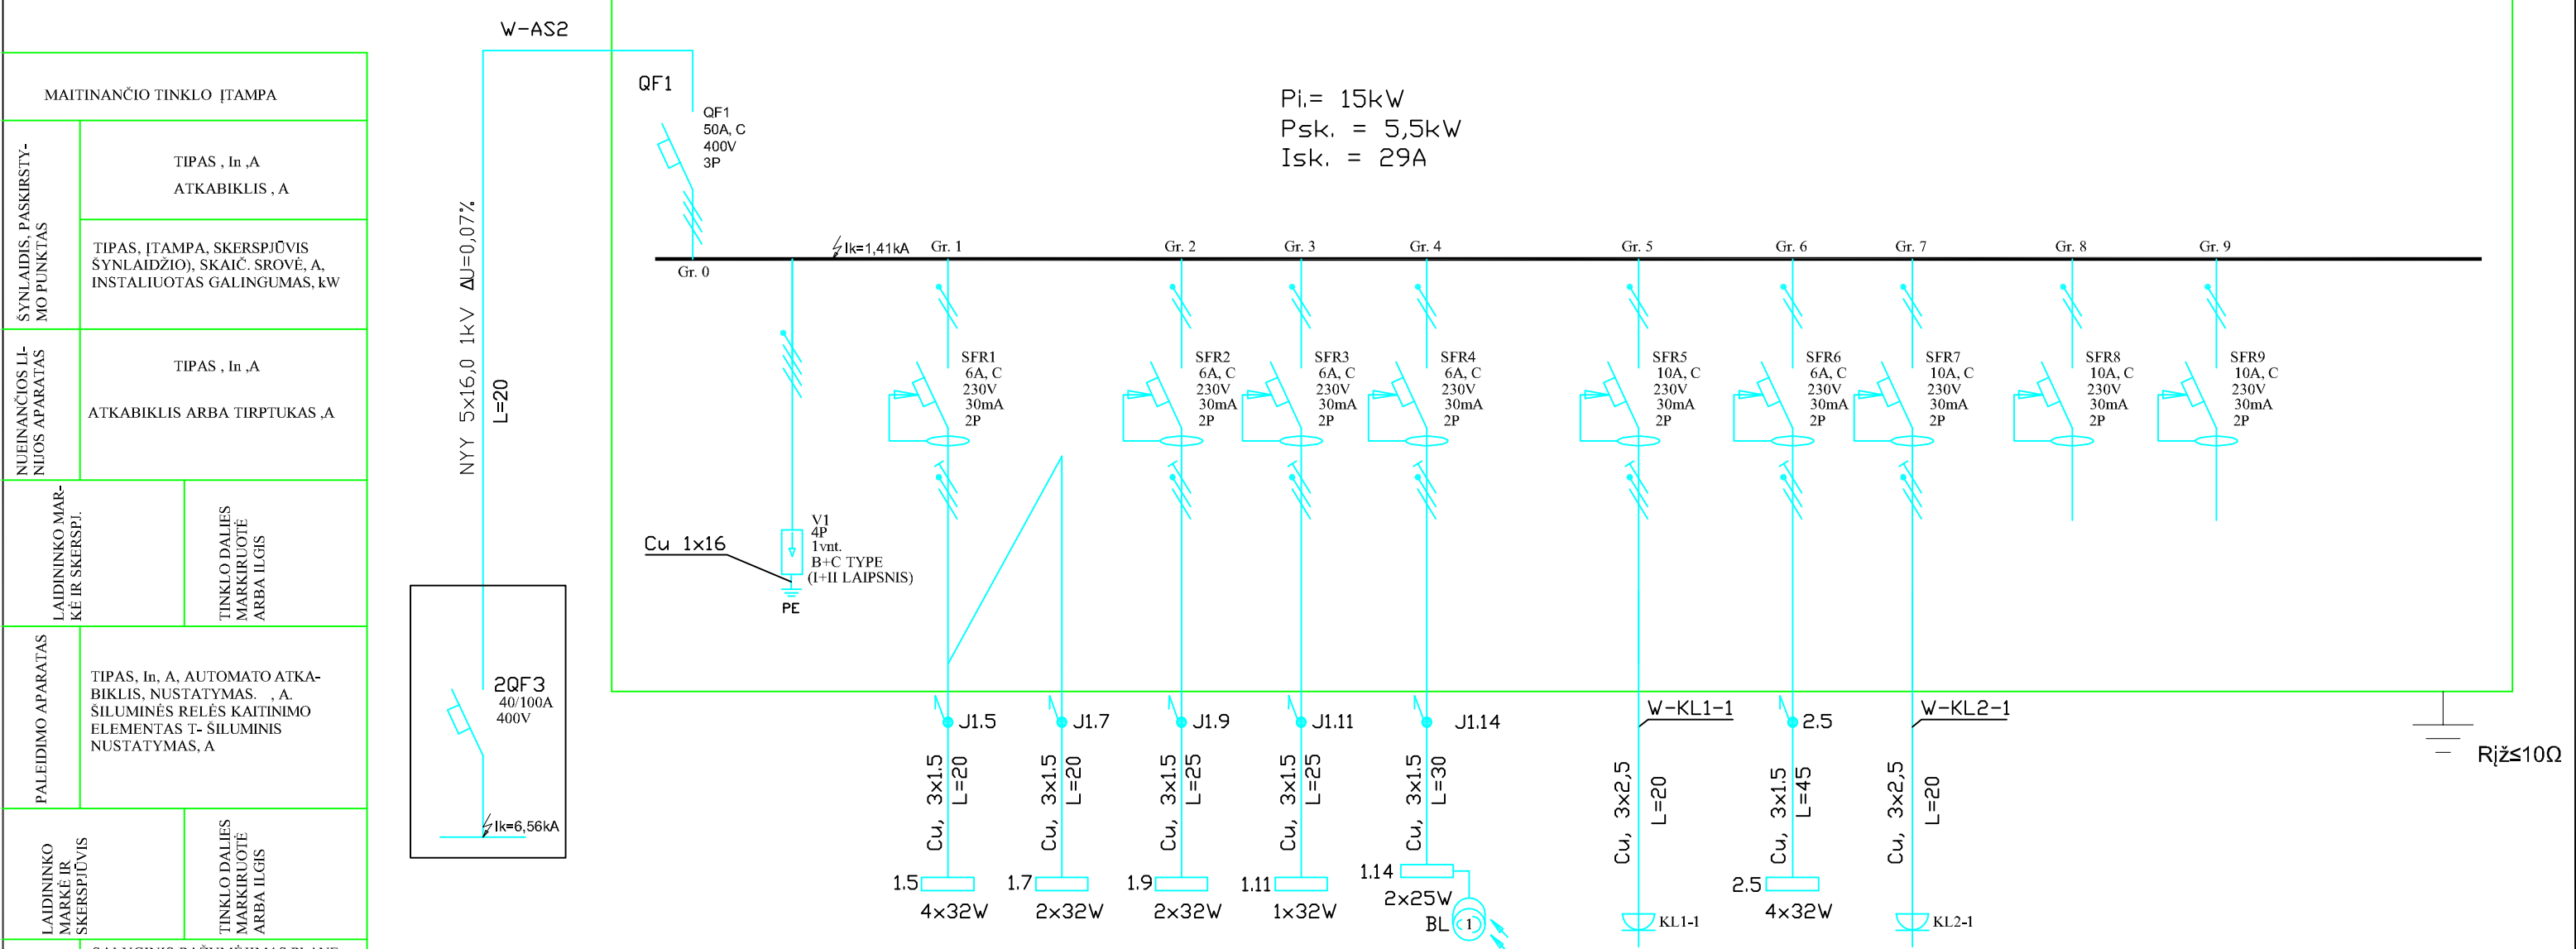 W-AS2
MAITINANČIO TINKLO ĮTAMPA
ŠYNLAIDIS, PASKIRSTY-
MO PUNKTAS
TIPAS , In ,A
ATKABIKLIS , A
TIPAS, ĮTAMPA, SKERSPJŪVIS
ŠYNLAIDŽIO), SKAIČ. SROVĖ, A,
INSTALIUOTAS GALINGUMAS, kW
NUEINANČIOS LI-
NIJOS APARATAS
TIPAS , In ,A
ATKABIKLIS ARBA TIRPTUKAS ,A
LAIDININKO MAR-
KĖ IR SKERSPJ.
TINKLO DALIES
MARKIRUOTĖ
ARBA ILGIS
PALEIDIMO APARATAS
TIPAS, In, A, AUTOMATO ATKA-
BIKLIS, NUSTATYMAS.   , A.
ŠILUMINĖS RELĖS KAITINIMO
ELEMENTAS T- ŠILUMINIS
NUSTATYMAS, A
LAIDININKO
MARKĖ IR
SKERSPJŪVIS
TINKLO DALIES
MARKIRUOTĖ
ARBA ILGIS
NYY 5x16,0 1kV ΔU=0,07%
L=20
2QF3
40/100A
400V
Ik=6,56kA
QF1
QF1
50A, C
400V
3P
Pi.= 15kW
Psk. = 5,5kW
Isk. = 29A
Gr. 0
Ik=1,41kA
Gr. 1
Gr. 2
Gr. 3
Gr. 4
Gr. 5
Gr. 6
Gr. 7
Gr. 8
Gr. 9
Cu 1x16
V1
4P
1vnt.
B+C TYPE
(I+II LAIPSNIS)
PE
SFR1
6A, C
230V
30mA
2P
SFR2
6A, C
230V
30mA
2P
SFR3
6A, C
230V
30mA
2P
SFR4
6A, C
230V
30mA
2P
SFR5
10A, C
230V
30mA
2P
SFR6
6A, C
230V
30mA
2P
SFR7
10A, C
230V
30mA
2P
SFR8
10A, C
230V
30mA
2P
SFR9
10A, C
230V
30mA
2P
J1.5
Cu, 3x1.5
L=20
1.5
4x32W
J1.7
Cu, 3x1.5
L=20
1.7
2x32W
J1.9
Cu, 3x1.5
L=25
1.9
2x32W
J1.11
Cu, 3x1.5
L=25
1.11
1x32W
J1.14
Cu, 3x1.5
L=30
1.14
2x25W
BL
1
W-KL1-1
Cu, 3x2,5
L=20
KL1-1
2.5
Cu, 3x1.5
L=45
2.5
4x32W
W-KL2-1
Cu, 3x2,5
L=20
KL2-1
Rįž≤10Ω